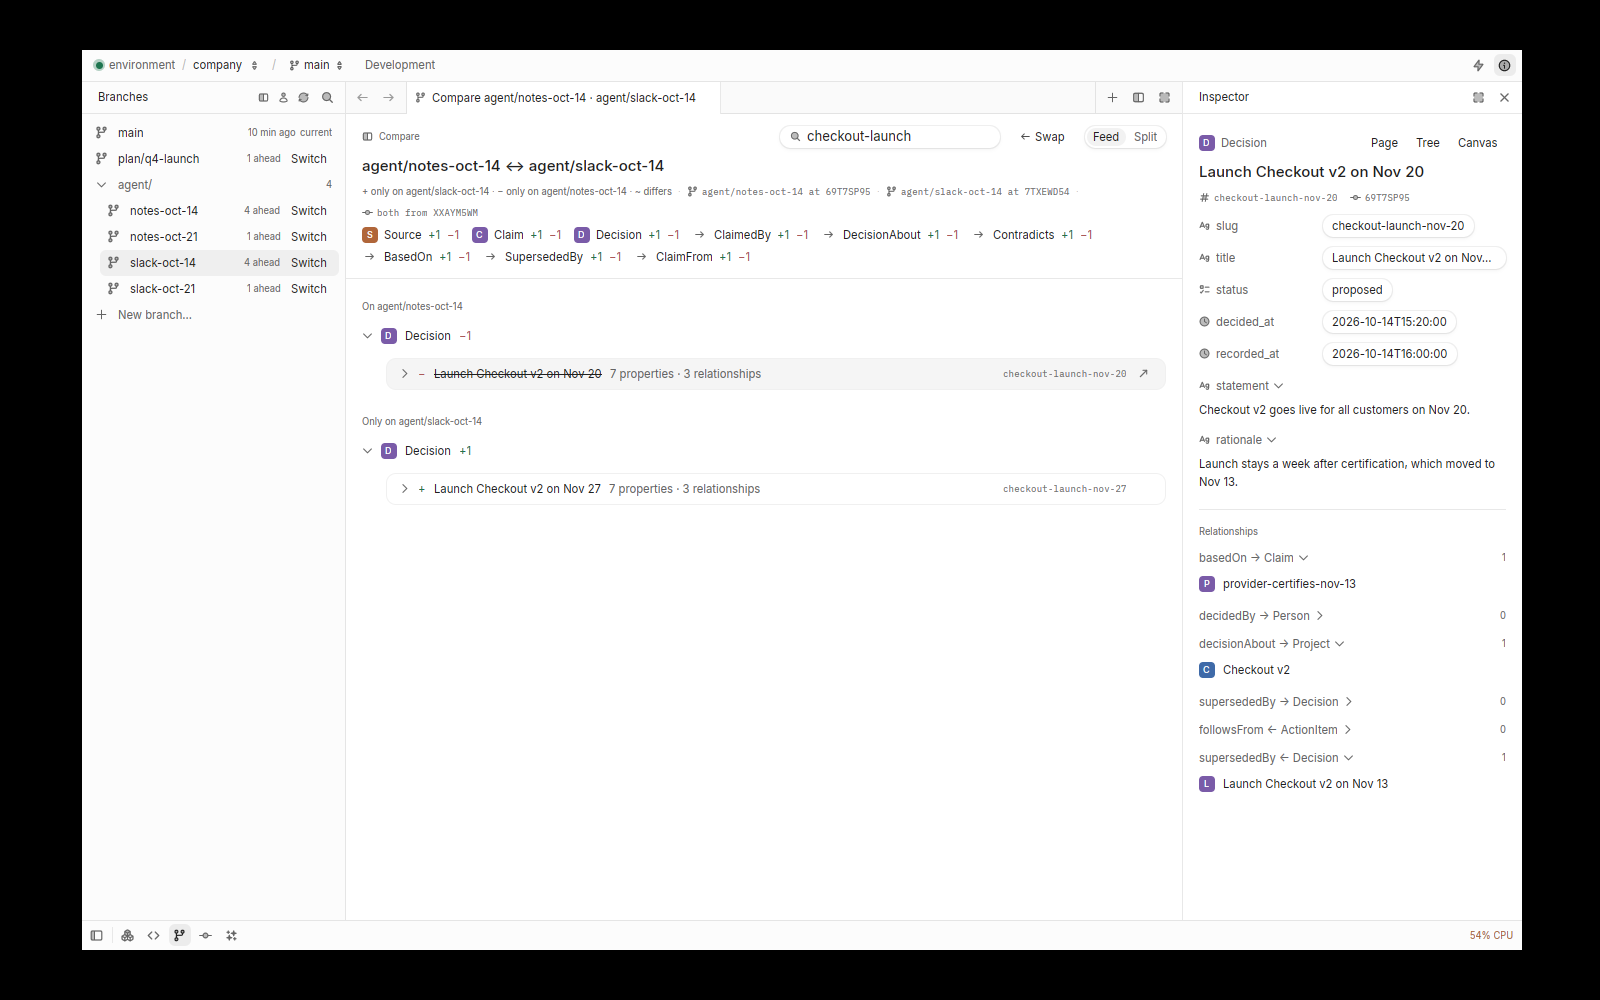 environment / company / main Development
Branches
Compare agent/notes-oct-14 · agent/slack-oct-14
Inspector
main 10 min ago current
plan/q4-launch 1 ahead Switch
agent/ 4
notes-oct-14 4 ahead Switch
notes-oct-21 1 ahead Switch
slack-oct-14 4 ahead Switch
slack-oct-21 1 ahead Switch
New branch...
Compare
checkout-launch
← Swap
Feed Split
agent/notes-oct-14 ↔ agent/slack-oct-14
+ only on agent/slack-oct-14 · − only on agent/notes-oct-14 · ~ differs · agent/notes-oct-14 at 69T7SP95 · agent/slack-oct-14 at 7TXEWD54 ·
both from XXAYM5WM
S Source +1 −1 C Claim +1 −1 D Decision +1 −1 → ClaimedBy +1 −1 → DecisionAbout +1 −1 → Contradicts +1 −1
→ BasedOn +1 −1 → SupersededBy +1 −1 → ClaimFrom +1 −1
On agent/notes-oct-14
D Decision −1
− Launch Checkout v2 on Nov 20 7 properties · 3 relationships checkout-launch-nov-20
Only on agent/slack-oct-14
D Decision +1
+ Launch Checkout v2 on Nov 27 7 properties · 3 relationships checkout-launch-nov-27
D Decision Page Tree Canvas
Launch Checkout v2 on Nov 20
# checkout-launch-nov-20 69T7SP95
Ag slug checkout-launch-nov-20
Ag title Launch Checkout v2 on Nov...
status proposed
decided_at 2026-10-14T15:20:00
recorded_at 2026-10-14T16:00:00
Ag statement
Checkout v2 goes live for all customers on Nov 20.
Ag rationale
Launch stays a week after certification, which moved to
Nov 13.
Relationships
basedOn → Claim 1
P provider-certifies-nov-13
decidedBy → Person 0
decisionAbout → Project 1
C Checkout v2
supersededBy → Decision 0
followsFrom ← ActionItem 0
supersededBy ← Decision 1
L Launch Checkout v2 on Nov 13
54% CPU